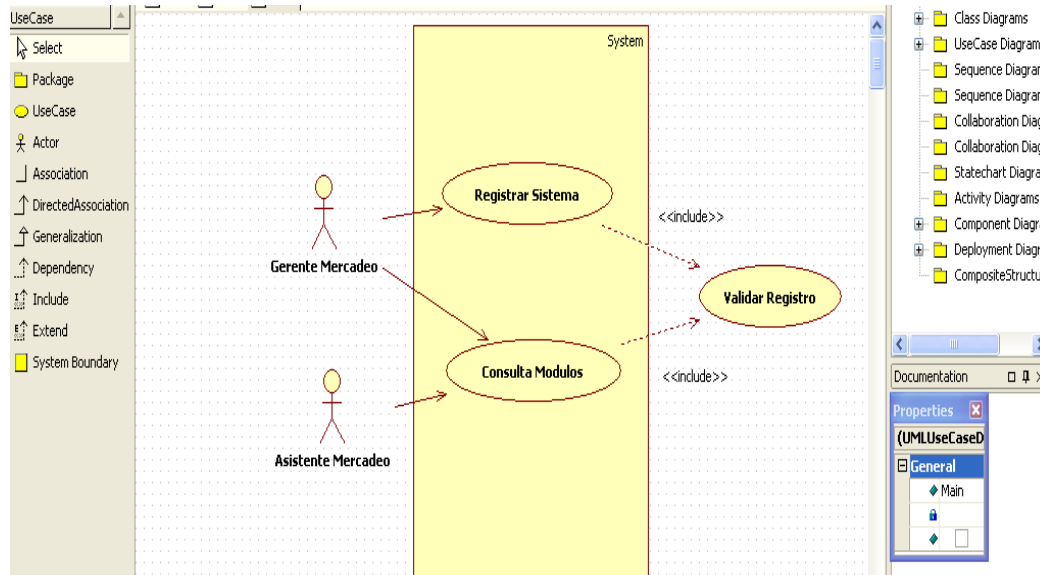 UseCase
Select
Package
UseCase
Actor
Association
DirectedAssociation
Generalization
Dependency
Include
Extend
System Boundary
System
Registrar Sistema
<<include>>
Gerente Mercadeo
Validar Registro
Consulta Modulos
<<include>>
Asistente Mercadeo
Class Diagrams
UseCase Diagram
Sequence Diagrar
Sequence Diagrar
Collaboration Diag
Collaboration Diag
Statechart Diagra
Activity Diagrams
Component Diagra
Deployment Diagr
CompositeStructu
Documentation
Properties
(UMLUseCaseD
General
Main